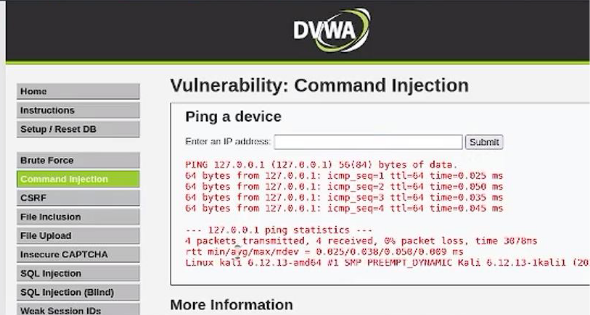 DVWA
Vulnerability: Command Injection
Home
Instructions
Setup / Reset DB
Brute Force
Command Injection
CSRF
File Inclusion
File Upload
Insecure CAPTCHA
SQL Injection
SQL Injection (Blind)
Weak Session IDs
Ping a device
Enter an IP address:
Submit
PING 127.0.0.1 (127.0.0.1) 56(84) bytes of data.
64 bytes from 127.0.0.1: icmp_seq=1 ttl=64 time=0.025 ms
64 bytes from 127.0.0.1: icmp_seq=2 ttl=64 time=0.050 ms
64 bytes from 127.0.0.1: icmp_seq=3 ttl=64 time=0.035 ms
64 bytes from 127.0.0.1: icmp_seq=4 ttl=64 time=0.045 ms
--- 127.0.0.1 ping statistics ---
4 packets transmitted, 4 received, 0% packet loss, time 3078ms
rtt min/avg/max/mdev = 0.025/0.038/0.050/0.009 ms
Linux kali 6.12.13-amd64 #1 SMP PREEMPT_DYNAMIC Kali 6.12.13-1kali1 (20
More Information